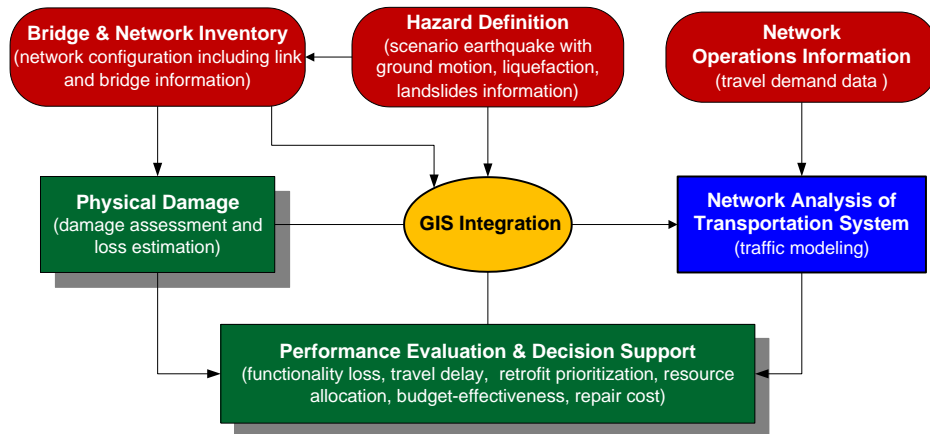 Bridge & Network Inventory
(network configuration including link
and bridge information)
Hazard Definition
(scenario earthquake with
ground motion, liquefaction,
landslides information)
Network
Operations Information
(travel demand data )
Physical Damage
(damage assessment and
loss estimation)
GIS Integration
Network Analysis of
Transportation System
(traffic modeling)
Performance Evaluation & Decision Support
(functionality loss, travel delay,  retrofit prioritization, resource
allocation, budget-effectiveness, repair cost)